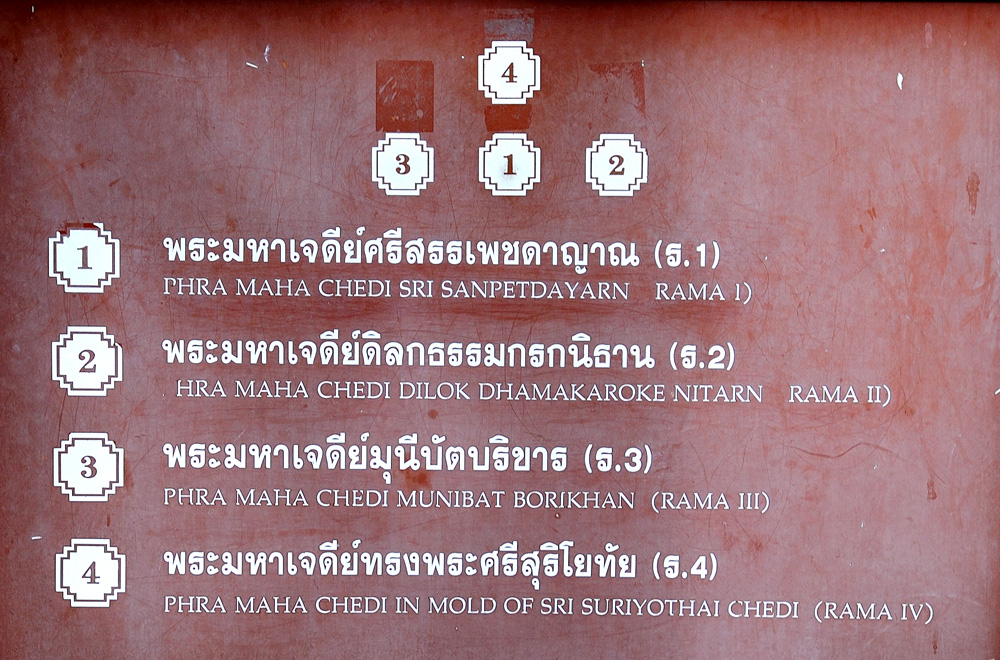 4
3 1 2
1 พระมหาเจดีย์ศรีสรรเพชดาญาณ (ร.1)
PHRA MAHA CHEDI SRI SANPETDAYARN RAMA I)
2 พระมหาเจดีย์ดิลกธรรมกรกนิธาน (ร.2)
HRA MAHA CHEDI DILOK DHAMAKAROKE NITARN RAMA II)
3 พระมหาเจดีย์มุนีบัตบริขาร (ร.3)
PHRA MAHA CHEDI MUNIBAT BORIKHAN (RAMA III)
4 พระมหาเจดีย์ทรงพระศรีสุริโยทัย (ร.4)
PHRA MAHA CHEDI IN MOLD OF SRI SURIYOTHAI CHEDI (RAMA IV)